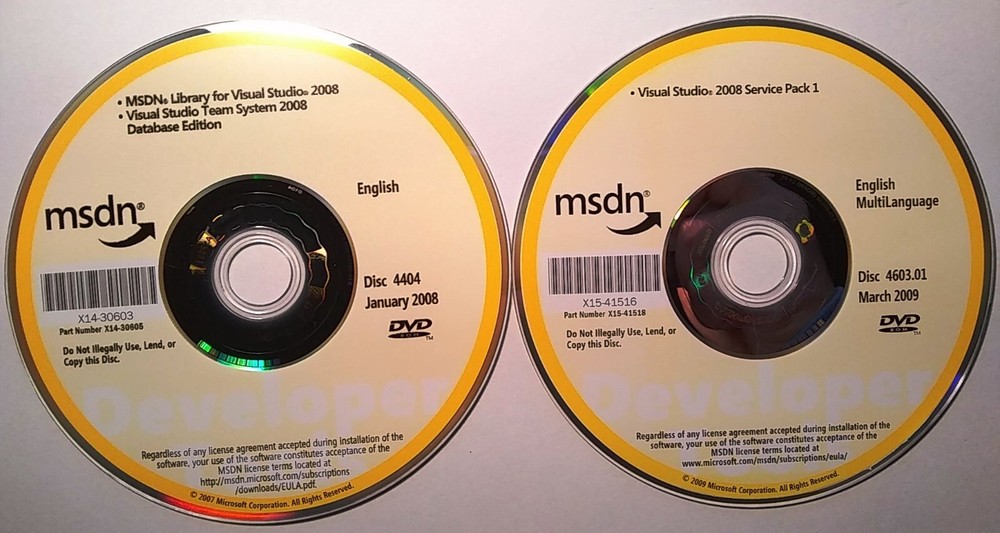 • MSDN® Library for Visual Studio® 2008
• Visual Studio Team System 2008
Database Edition
msdn®
English
X14-30603
Part Number X14-30605
Do Not Illegally Use, Lend, or
Copy this Disc.
Disc 4404
January 2008
DVD
ROM
TM
Developer
Regardless of any license agreement accepted during installation of the
software, your use of the software constitutes acceptance of the
MSDN license terms located at
http://msdn.microsoft.com/subscriptions
/downloads/EULA.pdf.
© 2007 Microsoft Corporation. All Rights Reserved.
• Visual Studio® 2008 Service Pack 1
msdn®
English
MultiLanguage
X15-41516
Part Number X15-41518
Do Not Illegally Use, Lend, or
Copy this Disc.
Disc 4603.01
March 2009
DVD
ROM
TM
Developer
Regardless of any license agreement accepted during installation of the
software, your use of the software constitutes acceptance of the
MSDN license terms located at
www.microsoft.com/msdn/subscriptions/eula/
© 2009 Microsoft Corporation. All Rights Reserved.